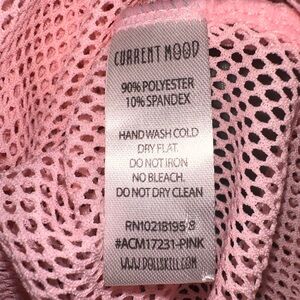 CURRENT MOOD
90% POLYESTER
10% SPANDEX
HAND WASH COLD
DRY FLAT.
DO NOT IRON
NO BLEACH.
DO NOT DRY CLEAN
RN102181958
#ACM17231-PINK
WWW.DOLLSKILL.COM